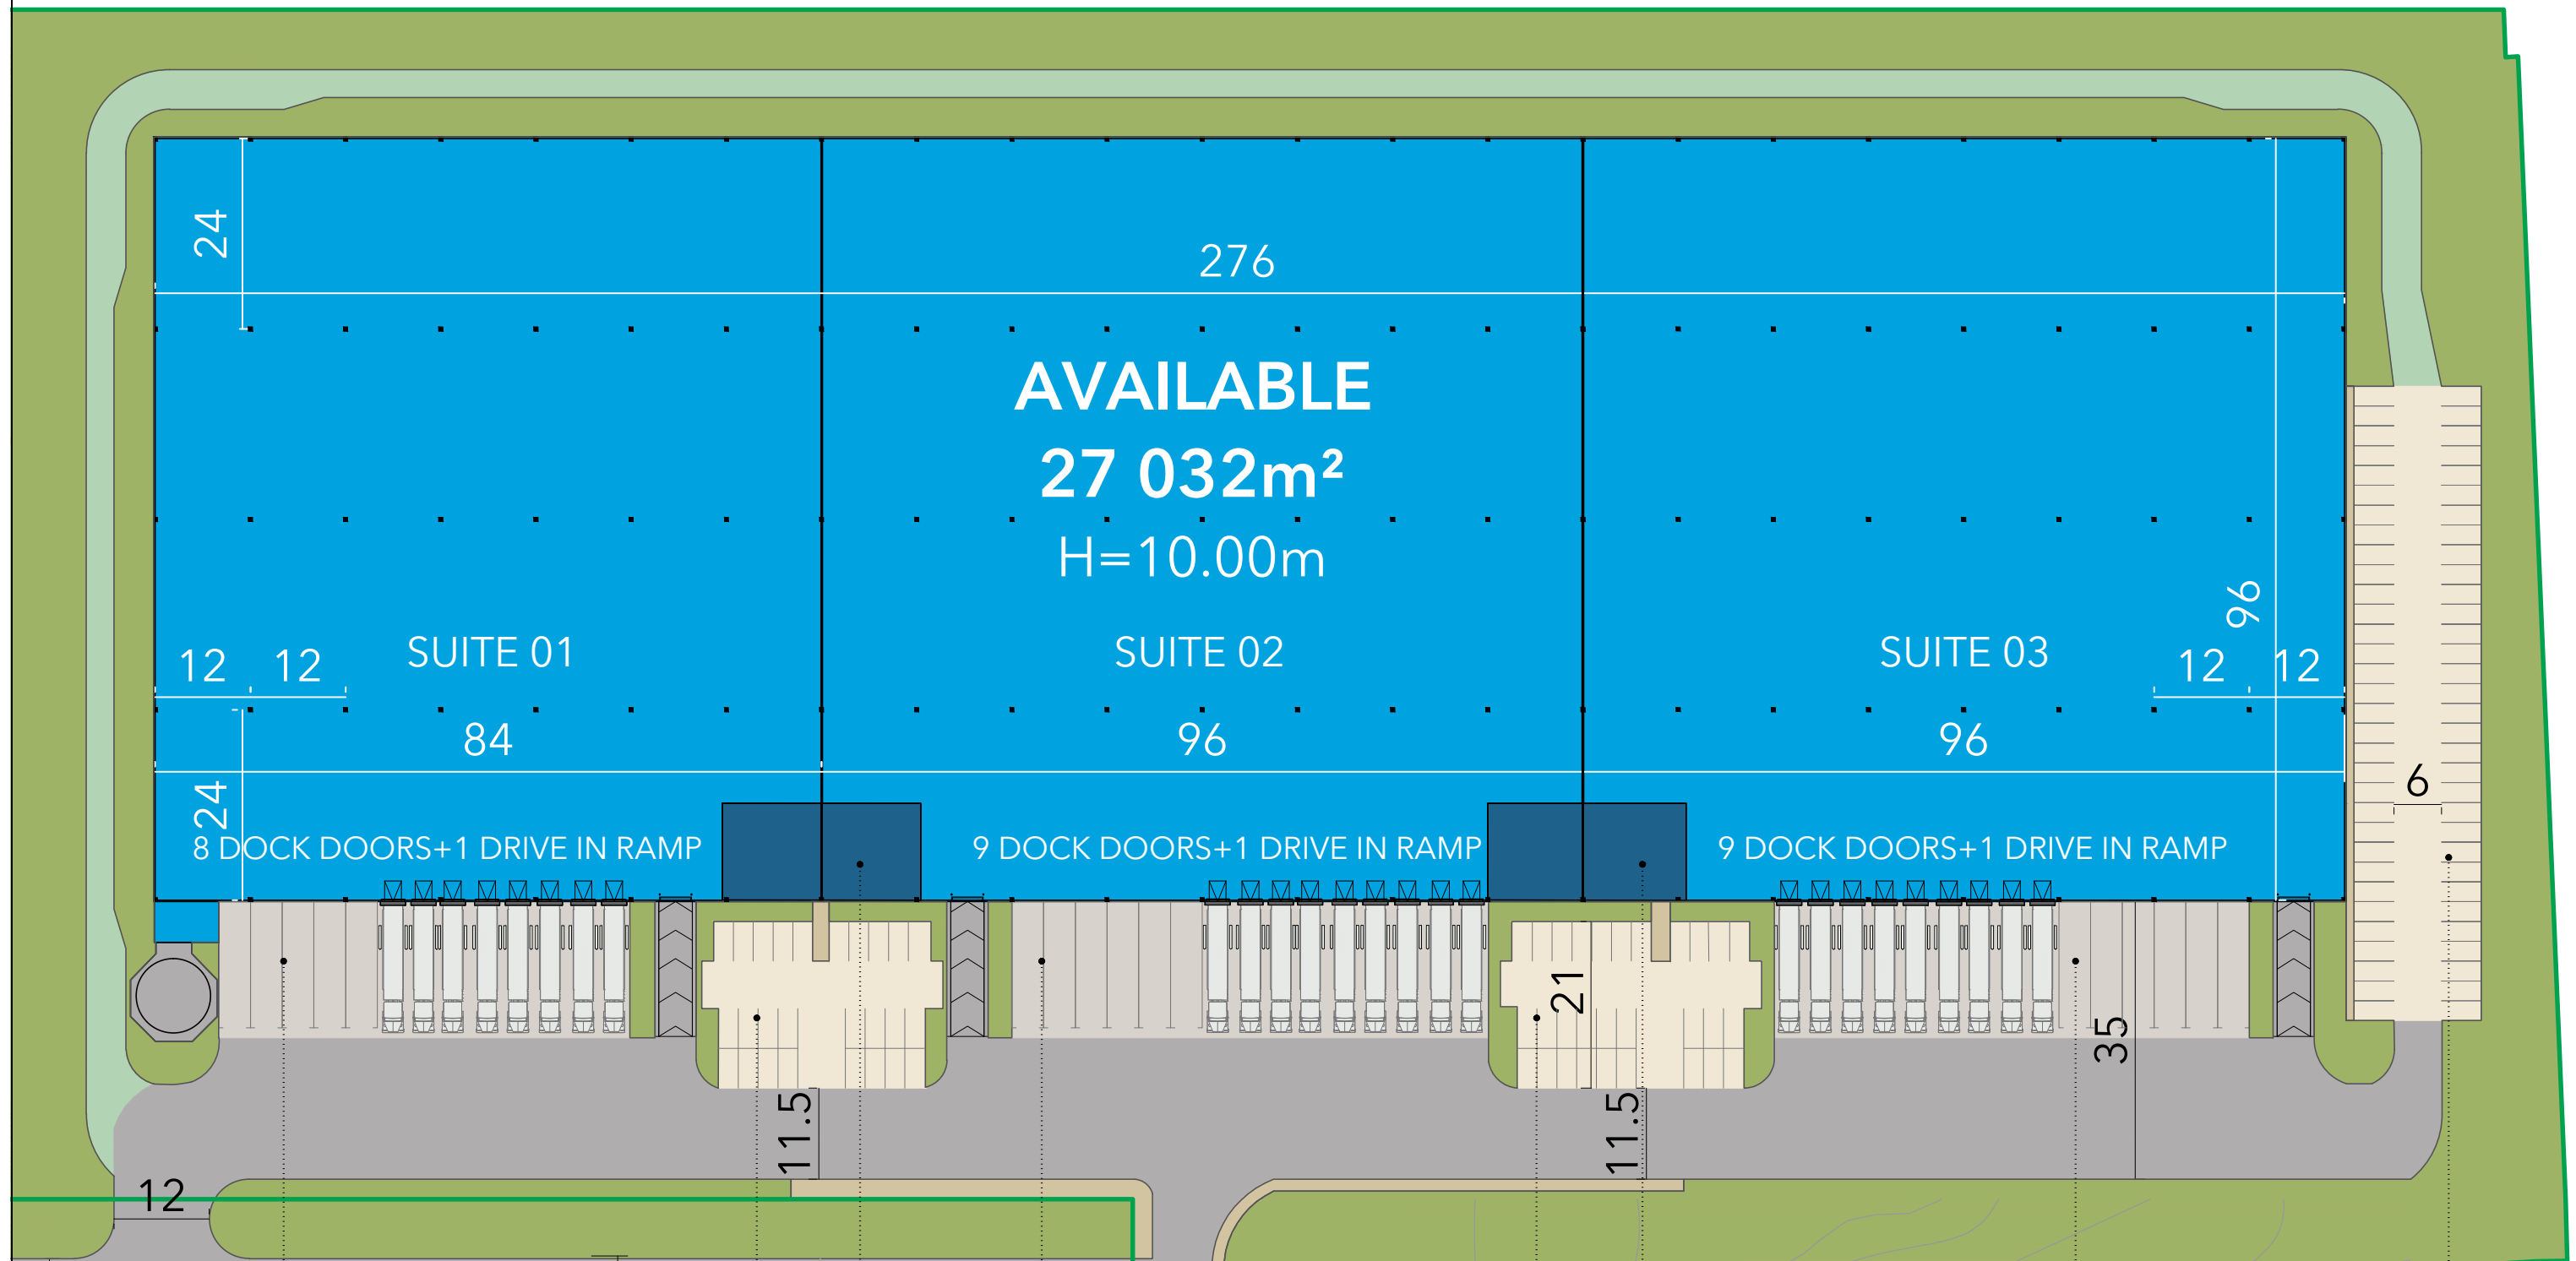 24
276
AVAILABLE
27 032m²
H=10.00m
96
12 12 SUITE 01 SUITE 02 SUITE 03 12 12
84 96 96
6
24
8 DOCK DOORS+1 DRIVE IN RAMP 9 DOCK DOORS+1 DRIVE IN RAMP 9 DOCK DOORS+1 DRIVE IN RAMP
21
35
11.5 11.5
12